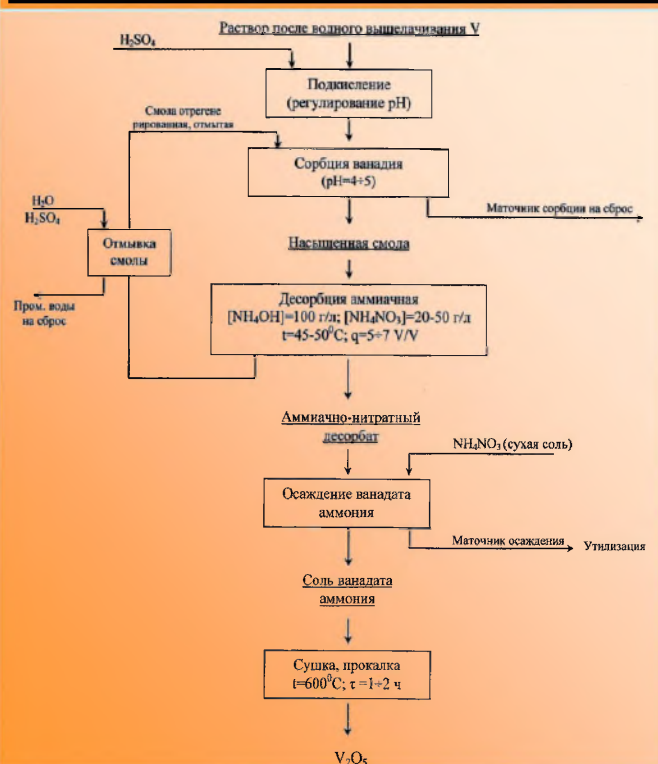 Раствор после водного вышелачивания V
H₂SO₄
Подкисление
(регулирование pH)
Смола отрегене
рированная, отмытая
Сорбция ванадия
(pH=4÷5)
Маточник сорбции на сброс
H₂O
H₂SO₄
Отмывка
смолы
Пром. воды
на сброс
Насыщенная смола
Десорбция аммиачная
[NH₄OH]=100 г/л; [NH₄NO₃]=20-50 г/л
t=45-50⁰C; q=5÷7 V/V
Аммиачно-нитратный
десорбат
NH₄NO₃ (сухая соль)
Осаждение ванадата
аммония
Маточник осаждения
Утилизация
Соль ванадата
аммония
Сушка, прокалка
t=600⁰C; τ =1÷2 ч
V₂O₅